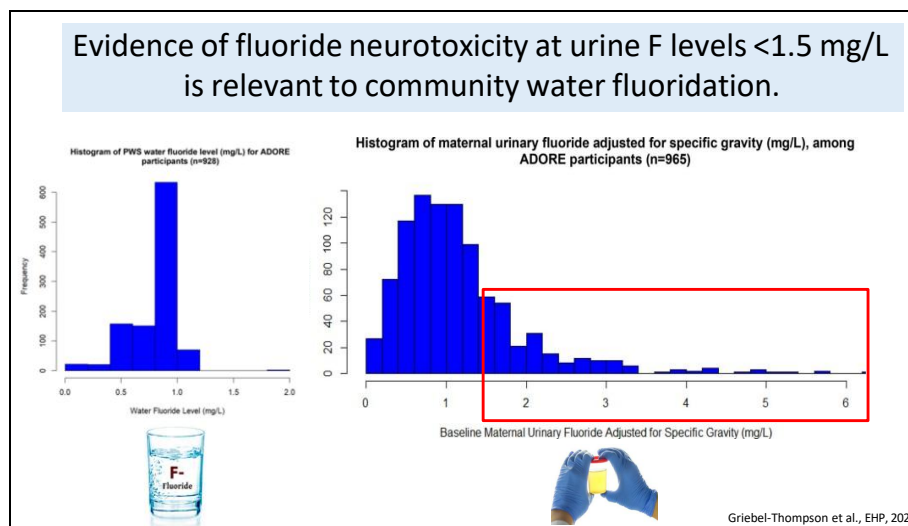 Evidence of fluoride neurotoxicity at urine F levels <1.5 mg/L
is relevant to community water fluoridation.
Histogram of PWS water fluoride level (mg/L) for ADORE
participants (n=928)
Frequency
600
500
400
300
200
100
0
0.0 0.5 1.0 1.5 2.0
Water Fluoride Level (mg/L)
F-
Fluoride
Histogram of maternal urinary fluoride adjusted for specific gravity (mg/L), among
ADORE participants (n=965)
120
100
80
60
40
20
0
0 1 2 3 4 5 6
Baseline Maternal Urinary Fluoride Adjusted for Specific Gravity (mg/L)
Griebel-Thompson et al., EHP, 202